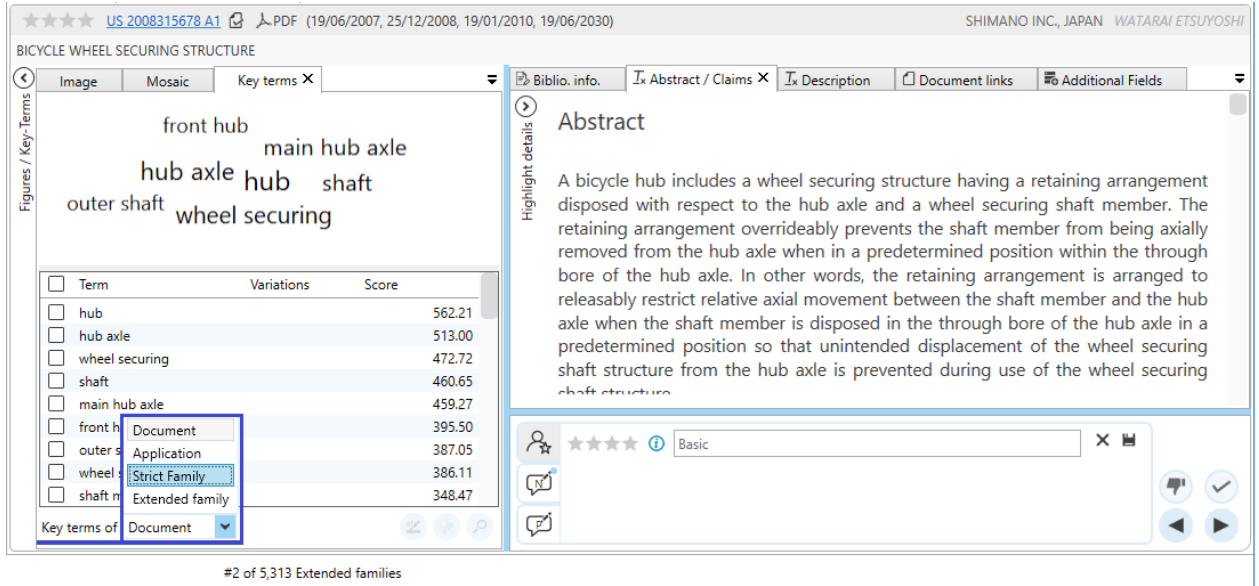 US 2008315678 A1 PDF (19/06/2007, 25/12/2008, 19/01/2010, 19/06/2030) SHIMANO INC., JAPAN WATARAI ETSUYOSHI
BICYCLE WHEEL SECURING STRUCTURE
Figures / Key-Terms
Image Mosaic Key terms X
front hub
main hub axle
hub axle hub shaft
outer shaft wheel securing
Term Variations Score
hub 562.21
hub axle 513.00
wheel securing 472.72
shaft 460.65
main hub axle 459.27
front h 395.50
outer s 387.05
wheel s 386.11
shaft m 348.47
Document
Application
Strict Family
Extended family
Key terms of Document
Biblio. info. Abstract / Claims X Description Document links Additional Fields
Highlight details
Abstract
A bicycle hub includes a wheel securing structure having a retaining arrangement
disposed with respect to the hub axle and a wheel securing shaft member. The
retaining arrangement overrideably prevents the shaft member from being axially
removed from the hub axle when in a predetermined position within the through
bore of the hub axle. In other words, the retaining arrangement is arranged to
releasably restrict relative axial movement between the shaft member and the hub
axle when the shaft member is disposed in the through bore of the hub axle in a
predetermined position so that unintended displacement of the wheel securing
shaft structure from the hub axle is prevented during use of the wheel securing
shaft structure
Basic
N
F
#2 of 5,313 Extended families